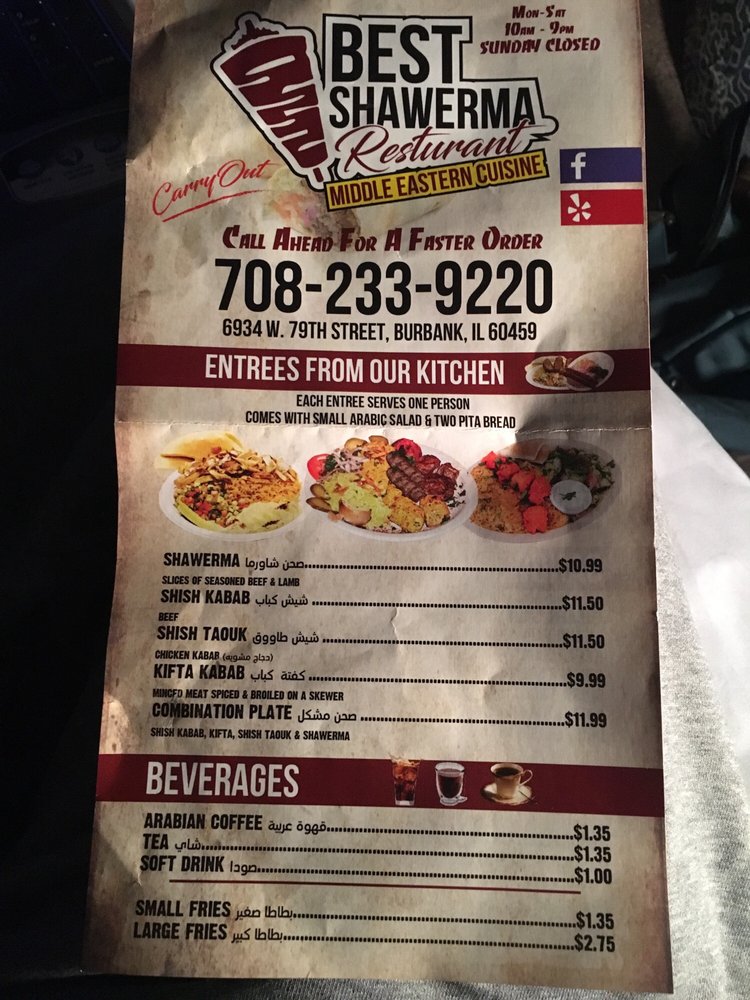 MON-SAT
10AM - 9PM
SUNDAY CLOSED
BEST
SHAWERMA
Resturant
MIDDLE EASTERN CUISINE
Carry Out
f
CALL AHEAD FOR A FASTER ORDER
708-233-9220
6934 W. 79TH STREET, BURBANK, IL 60459
ENTREES FROM OUR KITCHEN
EACH ENTREE SERVES ONE PERSON
COMES WITH SMALL ARABIC SALAD & TWO PITA BREAD
SHAWERMA صحن شاورما $10.99
SLICES OF SEASONED BEEF & LAMB
SHISH KABAB شيش كباب $11.50
BEEF
SHISH TAOUK شيش طاووق $11.50
CHICKEN KABAB (دجاج مشويه)
KIFTA KABAB كفتة كباب $9.99
MINCED MEAT SPICED & BROILED ON A SKEWER
COMBINATION PLATE صحن مشكل $11.99
SHISH KABAB, KIFTA, SHISH TAOUK & SHAWERMA
BEVERAGES
ARABIAN COFFEE قهوة عربية $1.35
TEA شاي $1.35
SOFT DRINK صودا $1.00
SMALL FRIES بطاطا صغير $1.35
LARGE FRIES بطاطا كبير $2.75